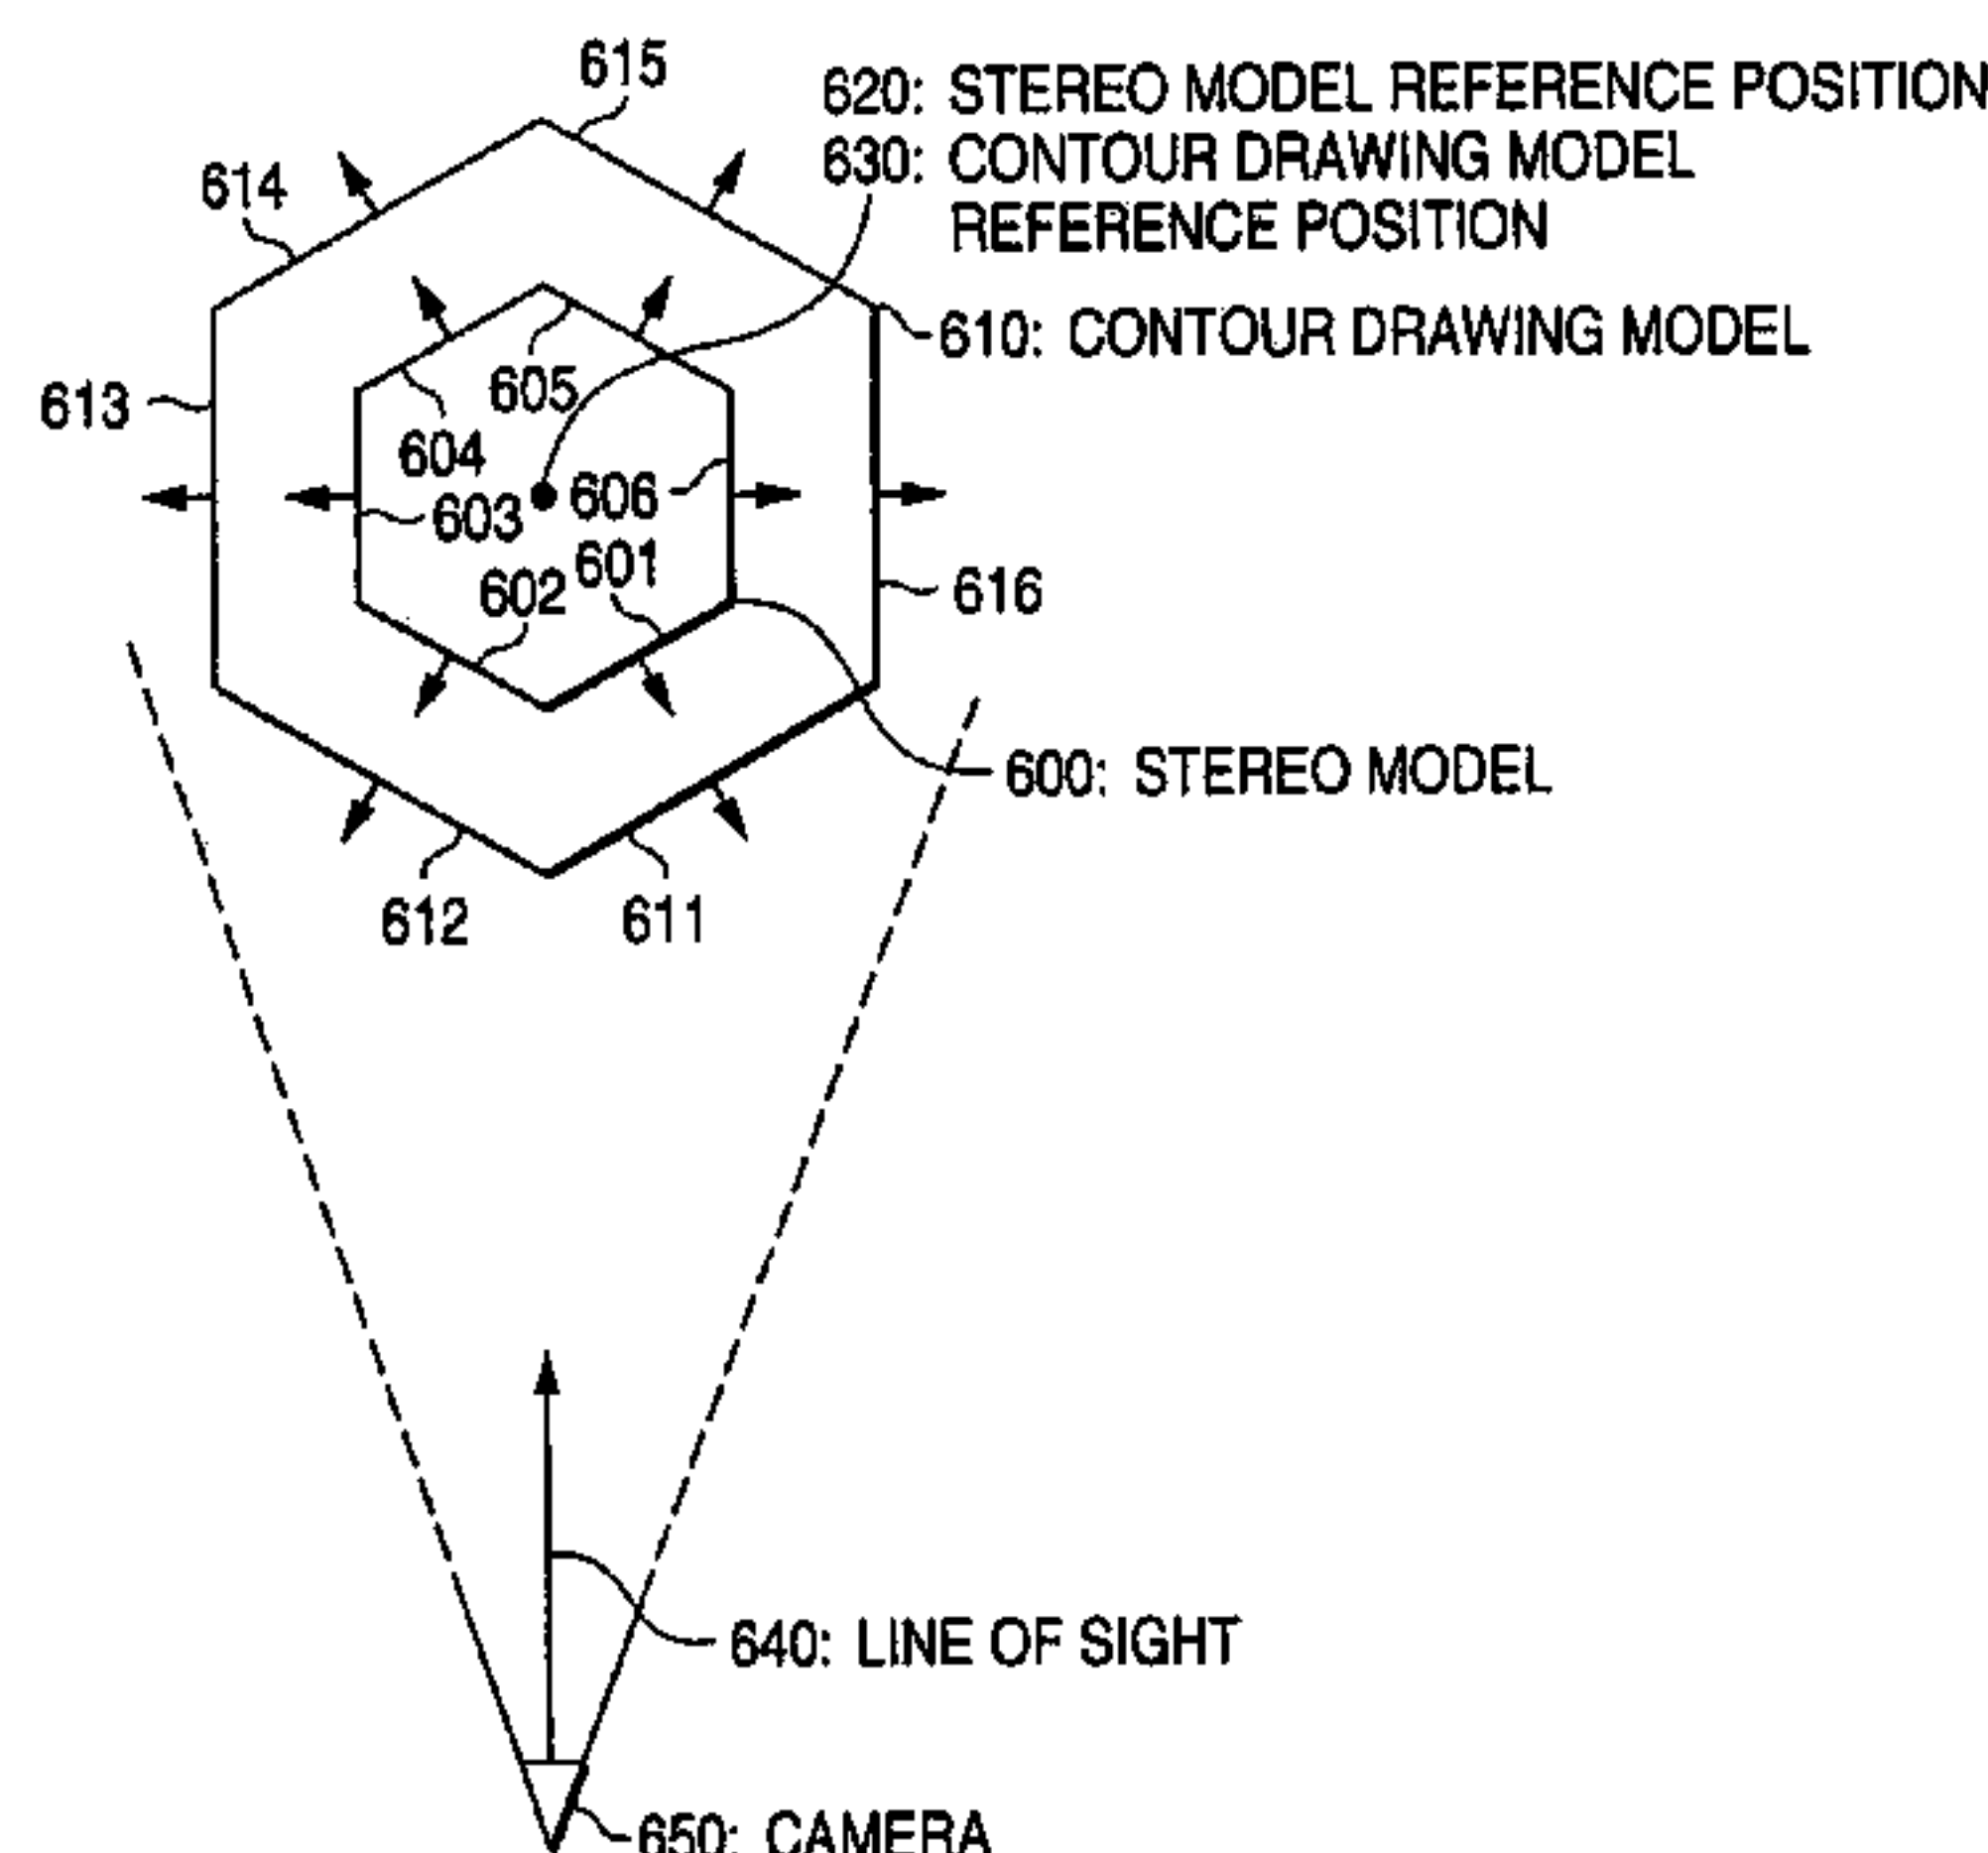 615
620: STEREO MODEL REFERENCE POSITION
630: CONTOUR DRAWING MODEL
REFERENCE POSITION
614
610: CONTOUR DRAWING MODEL
613
605
604
606
603
602
601
616
600: STEREO MODEL
612
611
640: LINE OF SIGHT
650: CAMERA